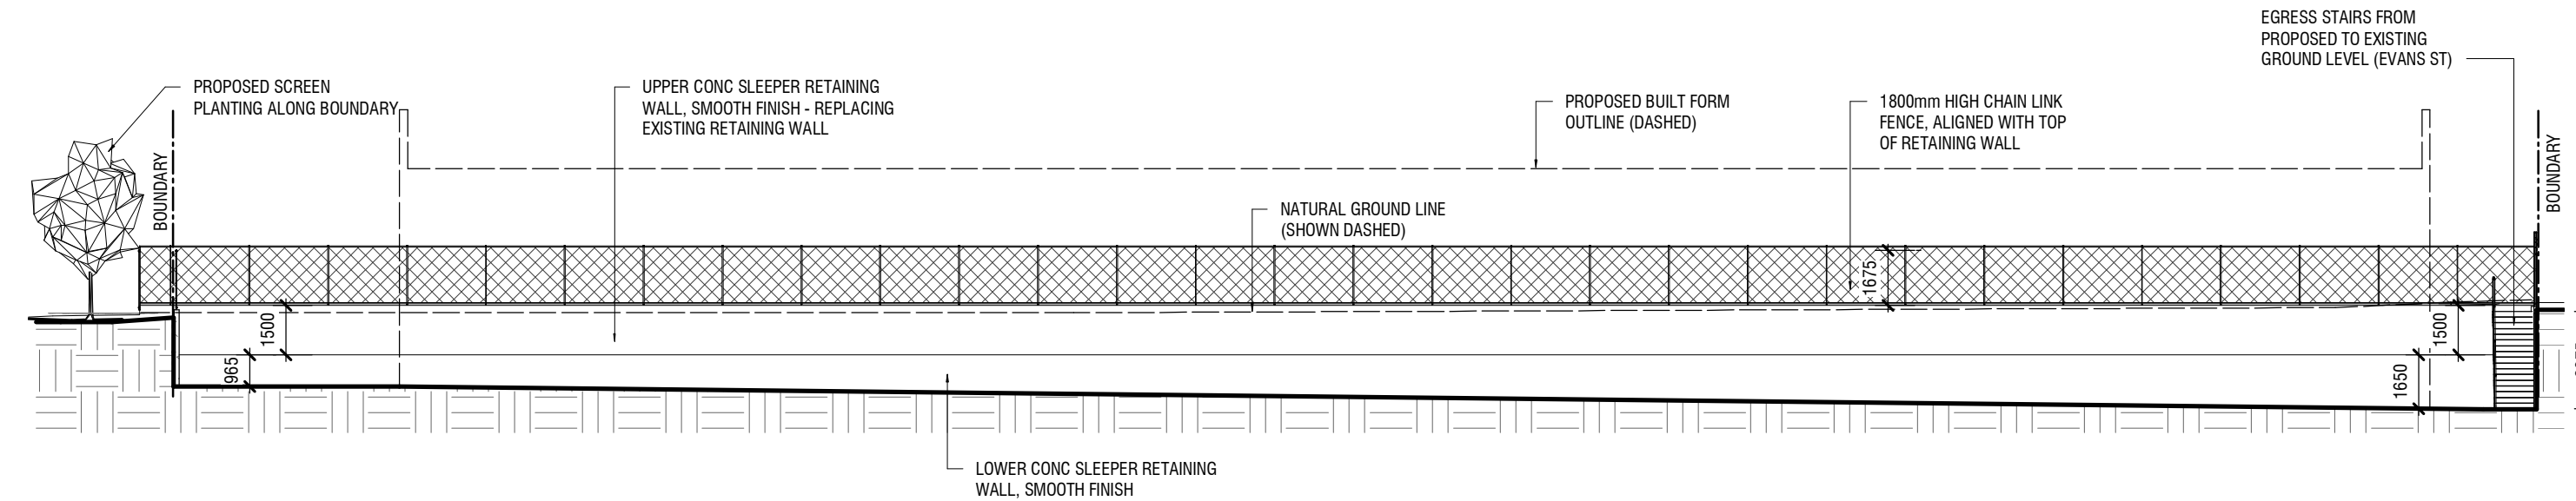 EGRESS STAIRS FROM
PROPOSED TO EXISTING
GROUND LEVEL (EVANS ST)
PROPOSED SCREEN
PLANTING ALONG BOUNDARY
UPPER CONC SLEEPER RETAINING
WALL, SMOOTH FINISH - REPLACING
EXISTING RETAINING WALL
PROPOSED BUILT FORM
OUTLINE (DASHED)
1800mm HIGH CHAIN LINK
FENCE, ALIGNED WITH TOP
OF RETAINING WALL
BOUNDARY
BOUNDARY
NATURAL GROUND LINE
(SHOWN DASHED)
1675
1500
1500
965
1650
LOWER CONC SLEEPER RETAINING
WALL, SMOOTH FINISH